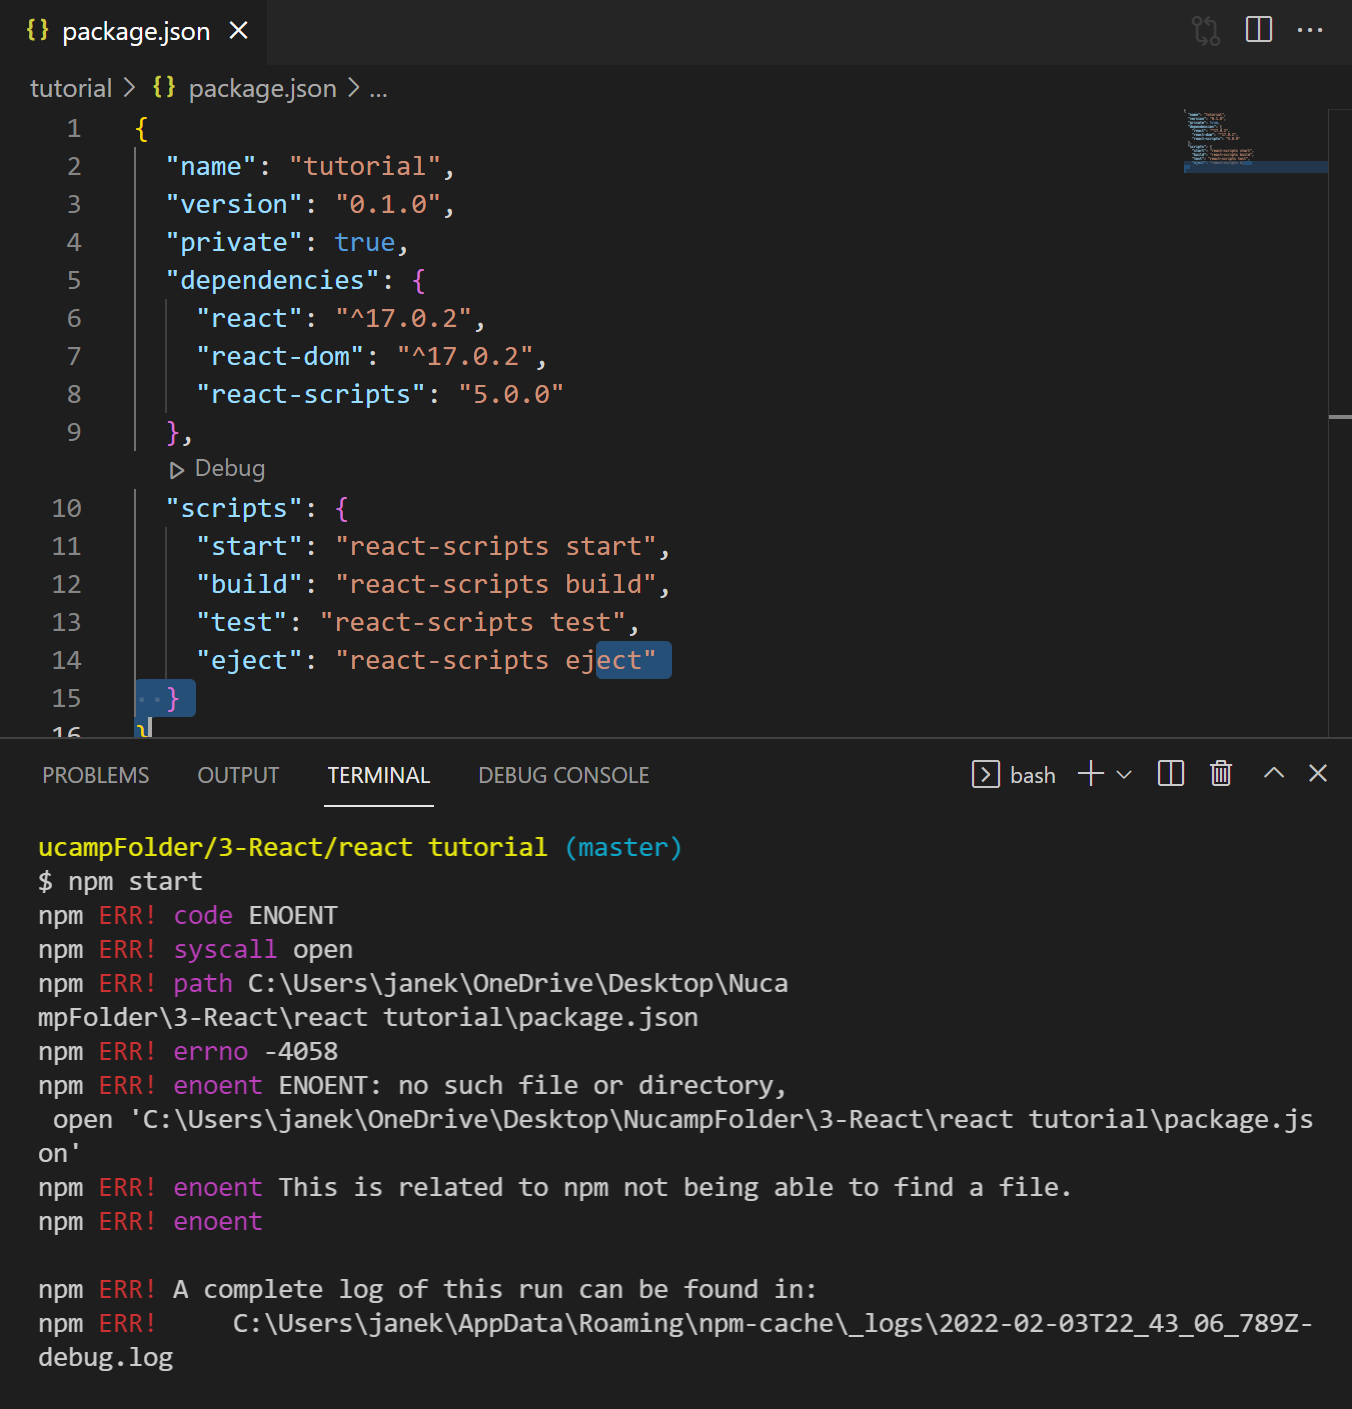 {} package.json ×
tutorial > {} package.json > ...
1 {
2 "name": "tutorial",
3 "version": "0.1.0",
4 "private": true,
5 "dependencies": {
6 "react": "^17.0.2",
7 "react-dom": "^17.0.2",
8 "react-scripts": "5.0.0"
9 },
Debug
10 "scripts": {
11 "start": "react-scripts start",
12 "build": "react-scripts build",
13 "test": "react-scripts test",
14 "eject": "react-scripts eject"
15 }
16 }
PROBLEMS OUTPUT TERMINAL DEBUG CONSOLE bash
ucampFolder/3-React/react tutorial (master)
$ npm start
npm ERR! code ENOENT
npm ERR! syscall open
npm ERR! path C:\Users\janek\OneDrive\Desktop\Nuca
mpFolder\3-React\react tutorial\package.json
npm ERR! errno -4058
npm ERR! enoent ENOENT: no such file or directory,
open 'C:\Users\janek\OneDrive\Desktop\NucampFolder\3-React\react tutorial\package.js
on'
npm ERR! enoent This is related to npm not being able to find a file.
npm ERR! enoent
npm ERR! A complete log of this run can be found in:
npm ERR! C:\Users\janek\AppData\Roaming\npm-cache\_logs\2022-02-03T22_43_06_789Z-
debug.log